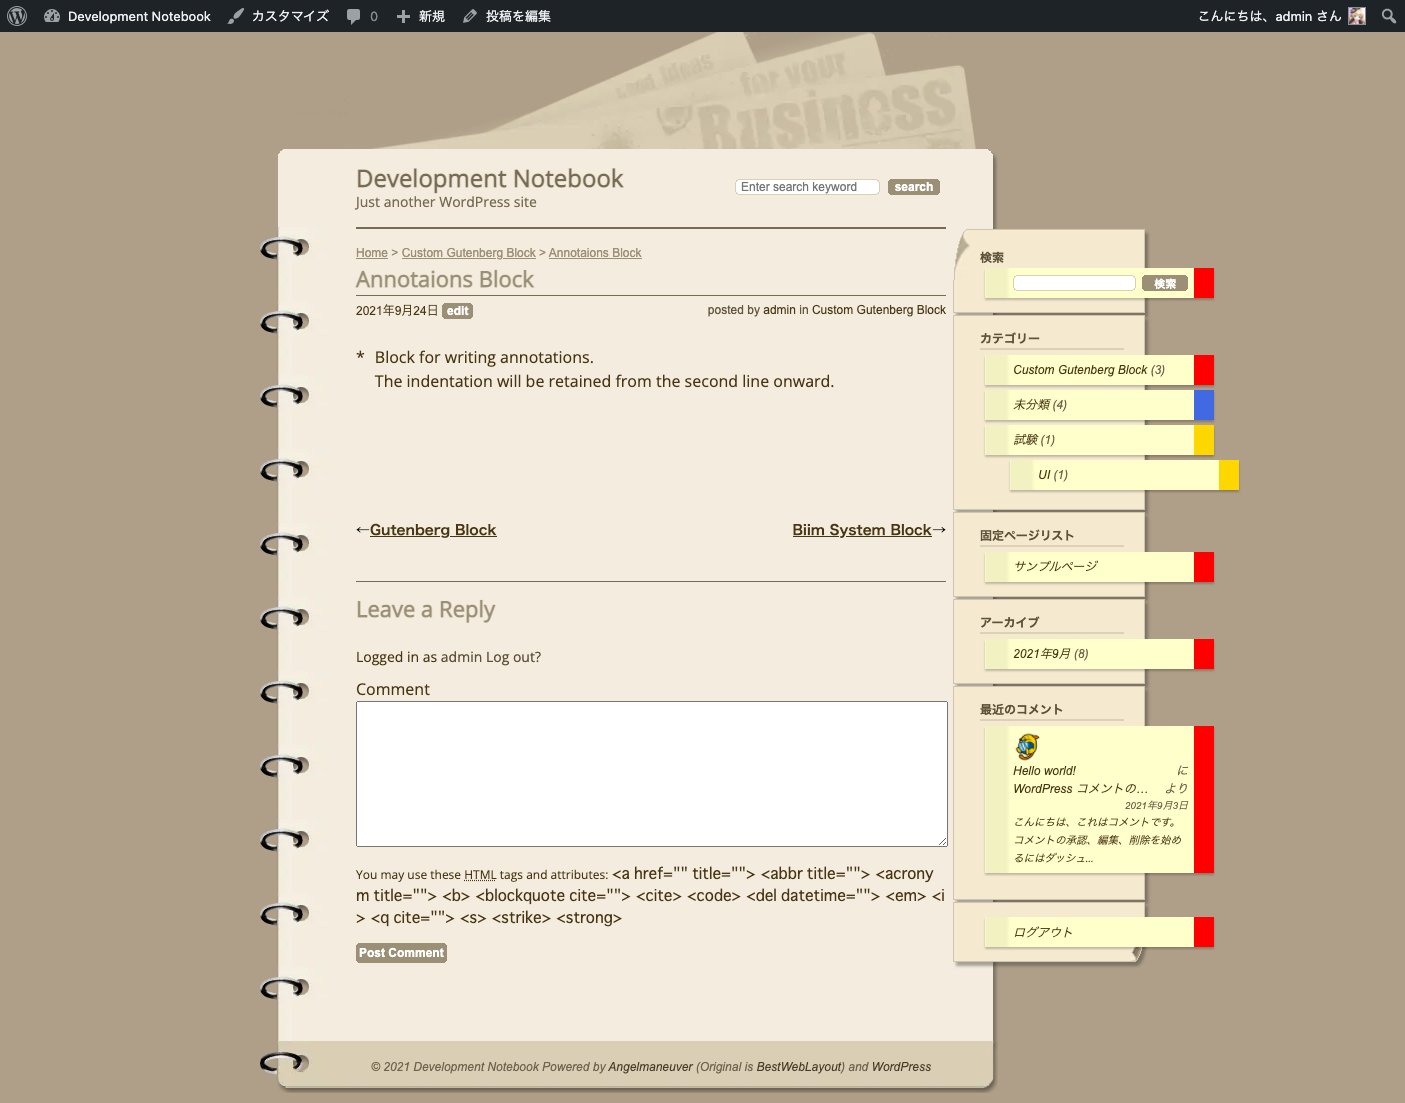 Development Notebook カスタマイズ 0 新規 投稿を編集 こんにちは、admin さん
and ideas
for your
Business
Development Notebook
Just another WordPress site
Enter search keyword search
Home > Custom Gutenberg Block > Annotaions Block
Annotaions Block
2021年9月24日 edit posted by admin in Custom Gutenberg Block
* Block for writing annotations.
The indentation will be retained from the second line onward.
←Gutenberg Block Biim System Block→
Leave a Reply
Logged in as admin Log out?
Comment
You may use these HTML tags and attributes: <a href="" title=""> <abbr title=""> <acrony
m title=""> <b> <blockquote cite=""> <cite> <code> <del datetime=""> <em> <i
> <q cite=""> <s> <strike> <strong>
Post Comment
検索
検索
カテゴリー
Custom Gutenberg Block (3)
未分類 (4)
試験 (1)
UI (1)
固定ページリスト
サンプルページ
アーカイブ
2021年9月 (8)
最近のコメント
Hello world! に
WordPress コメントの... より
2021年9月3日
こんにちは、これはコメントです。
コメントの承認、編集、削除を始め
るにはダッシュ...
ログアウト
© 2021 Development Notebook Powered by Angelmaneuver (Original is BestWebLayout) and WordPress